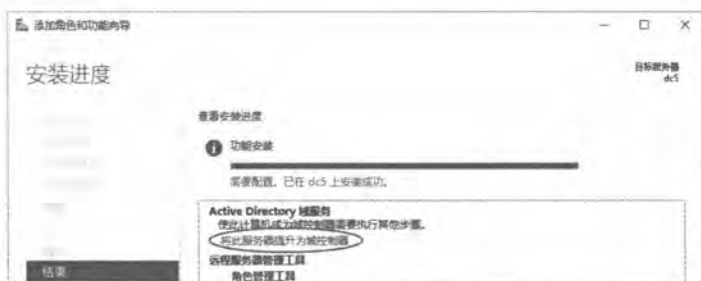 添加角色和功能向导
安装进度
目标服务器
dc5
查看安装进度
功能安装
需要配置。已在 dc5 上安装成功。
Active Directory 域服务
使此计算机成为域控制器需要执行其他步骤。
将此服务器提升为域控制器
远程服务器管理工具
角色管理工具
结果